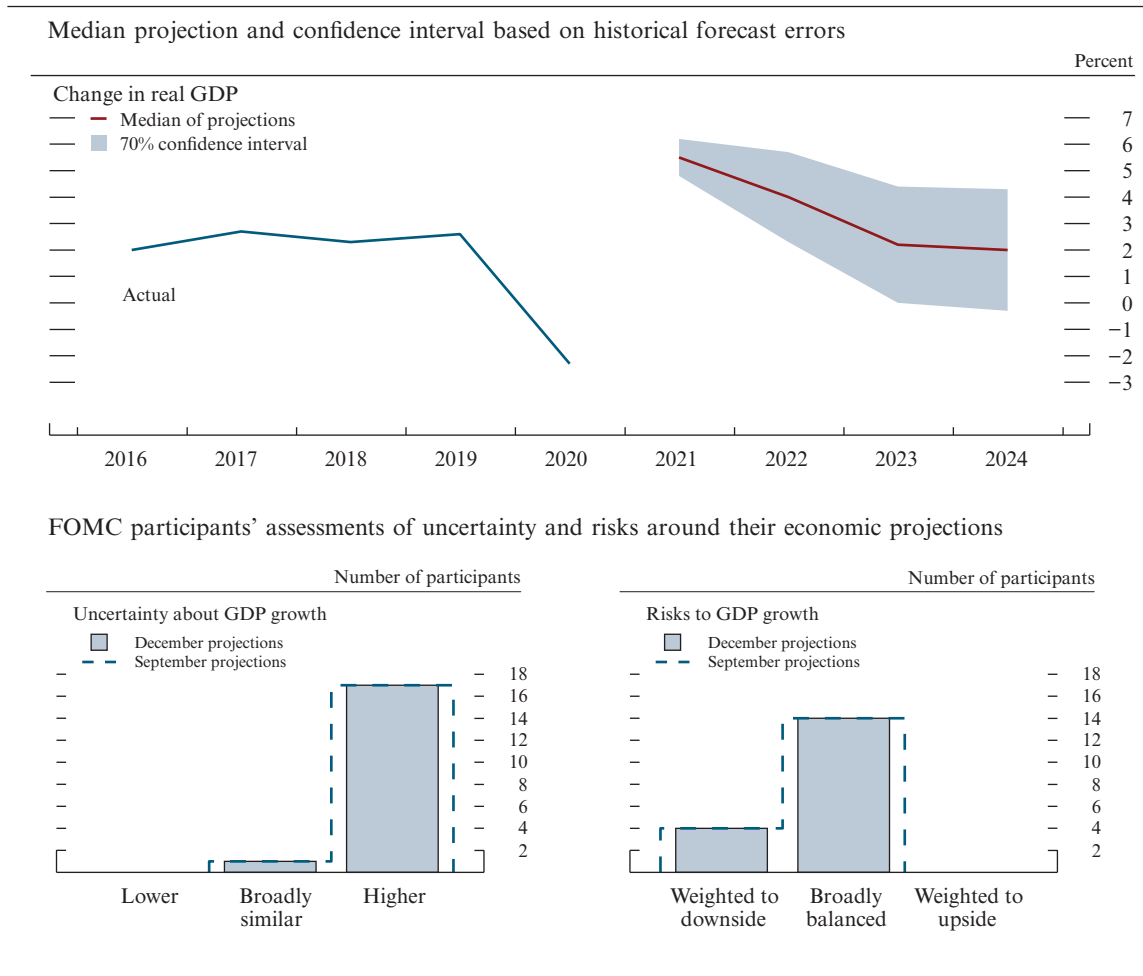 Median projection and confidence interval based on historical forecast errors
Percent
Change in real GDP
Median of projections
70% confidence interval
Actual
7
6
5
4
3
2
1
0
−1
−2
−3
2016 2017 2018 2019 2020 2021 2022 2023 2024
FOMC participants’ assessments of uncertainty and risks around their economic projections
Number of participants
Uncertainty about GDP growth
December projections
September projections
18
16
14
12
10
8
6
4
2
Lower Broadly similar Higher
Number of participants
Risks to GDP growth
December projections
September projections
18
16
14
12
10
8
6
4
2
Weighted to downside Broadly balanced Weighted to upside